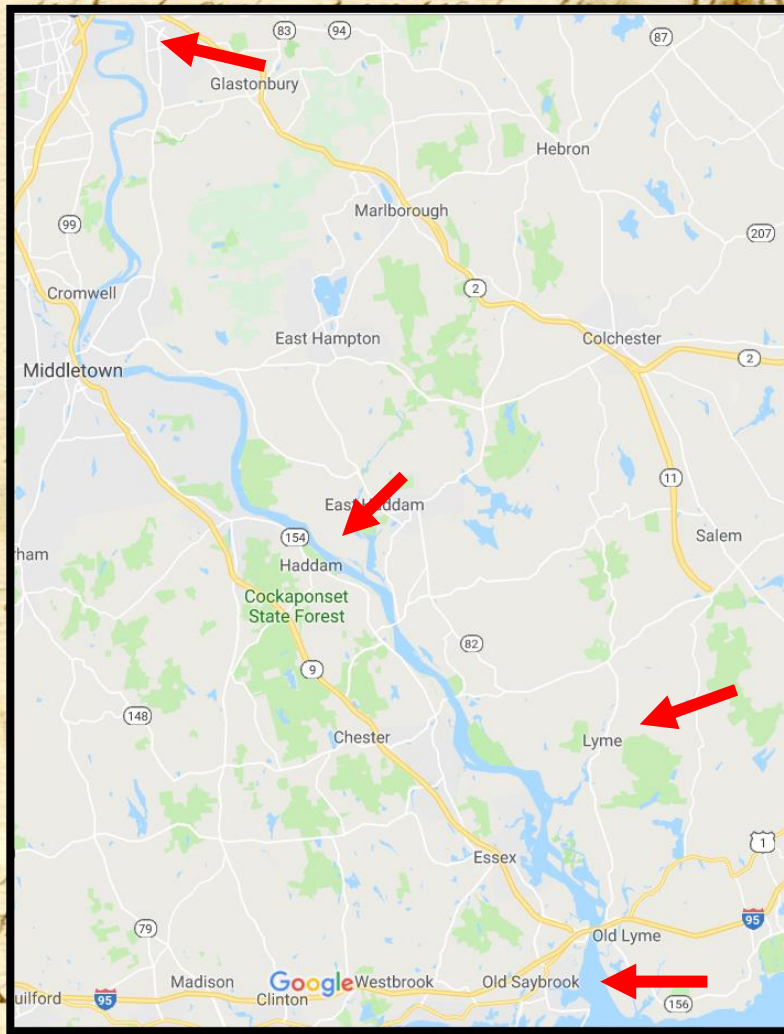 83
94
87
Glastonbury
Hebron
Marlborough
99
207
Cromwell
2
East Hampton
Colchester
Middletown
2
11
East Haddam
154
Salem
rham
Haddam
Cockaponset
State Forest
82
9
148
Chester
Lyme
1
Essex
79
95
Old Lyme
Madison
Google
Westbrook
Old Saybrook
uilford
95
Clinton
156